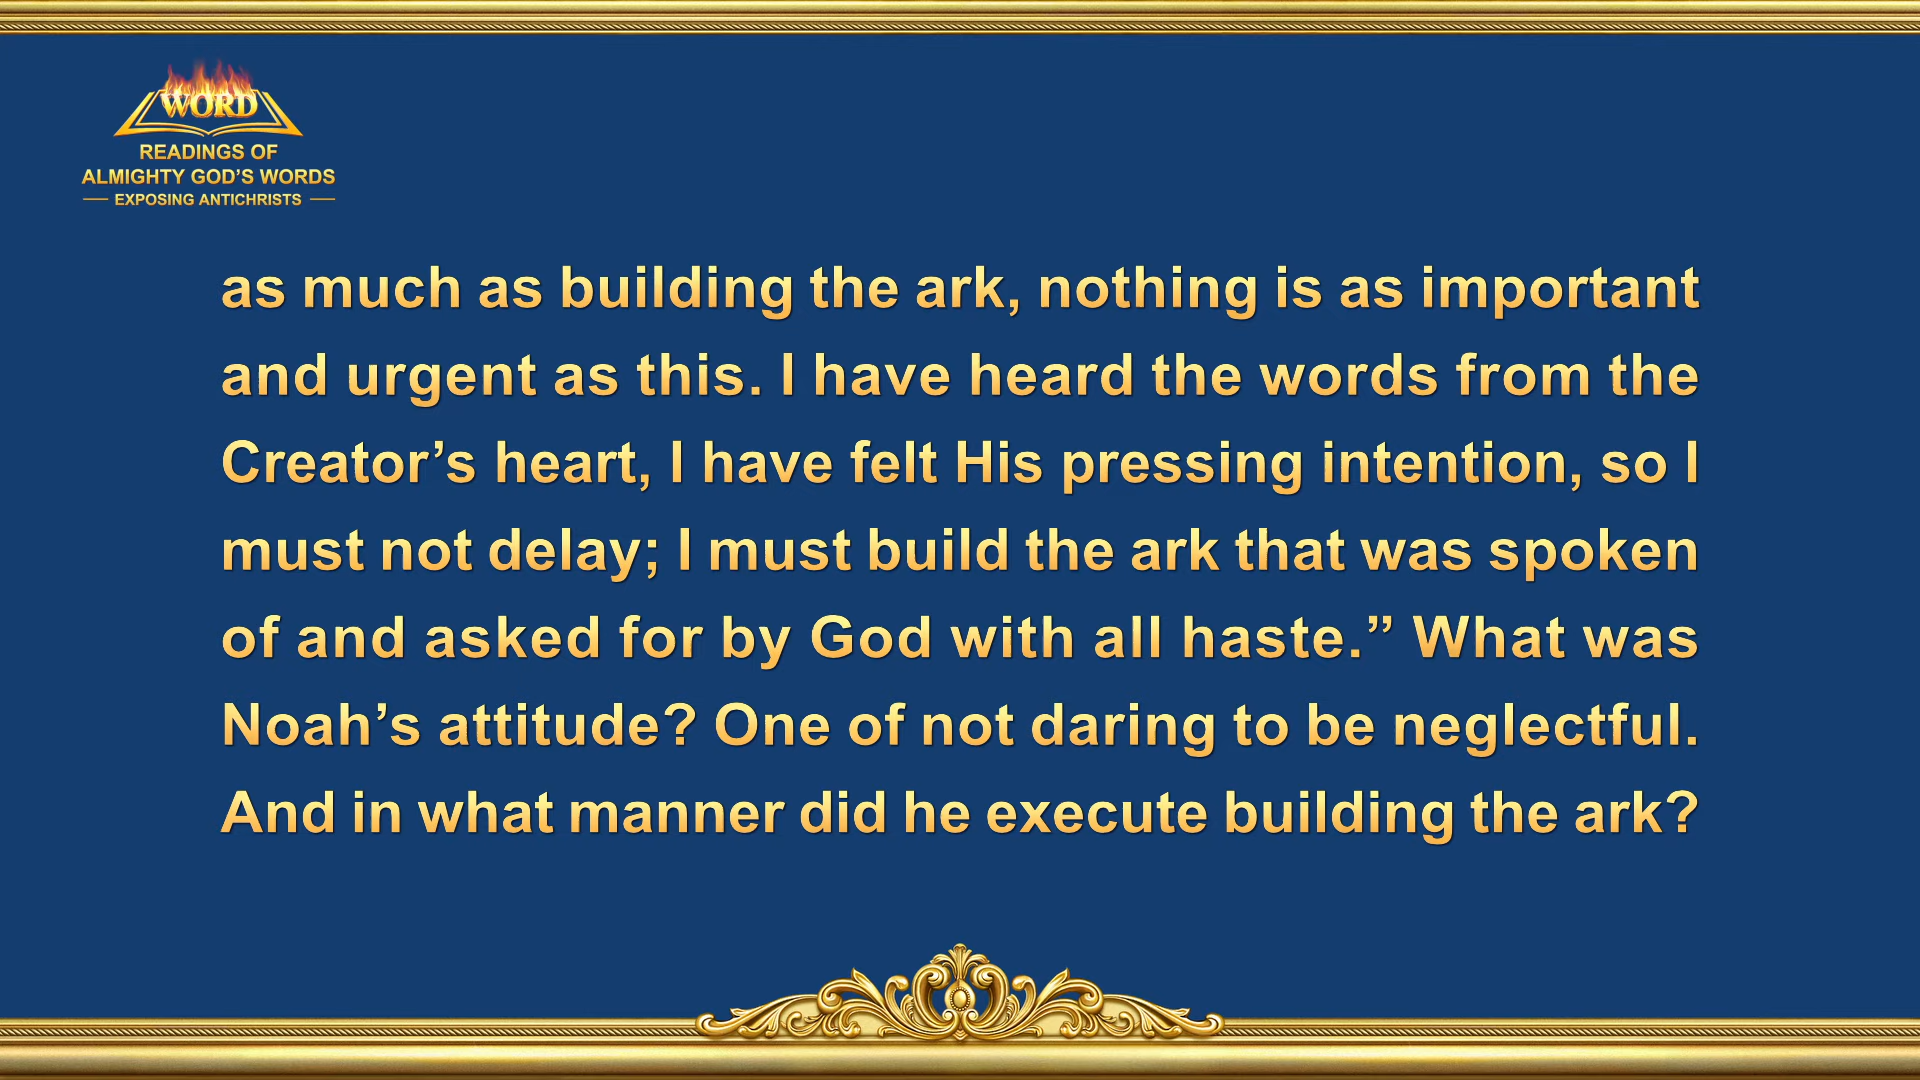 WORD
READINGS OF
ALMIGHTY GOD’S WORDS
EXPOSING ANTICHRISTS
as much as building the ark, nothing is as important
and urgent as this. I have heard the words from the
Creator’s heart, I have felt His pressing intention, so I
must not delay; I must build the ark that was spoken
of and asked for by God with all haste.” What was
Noah’s attitude? One of not daring to be neglectful.
And in what manner did he execute building the ark?